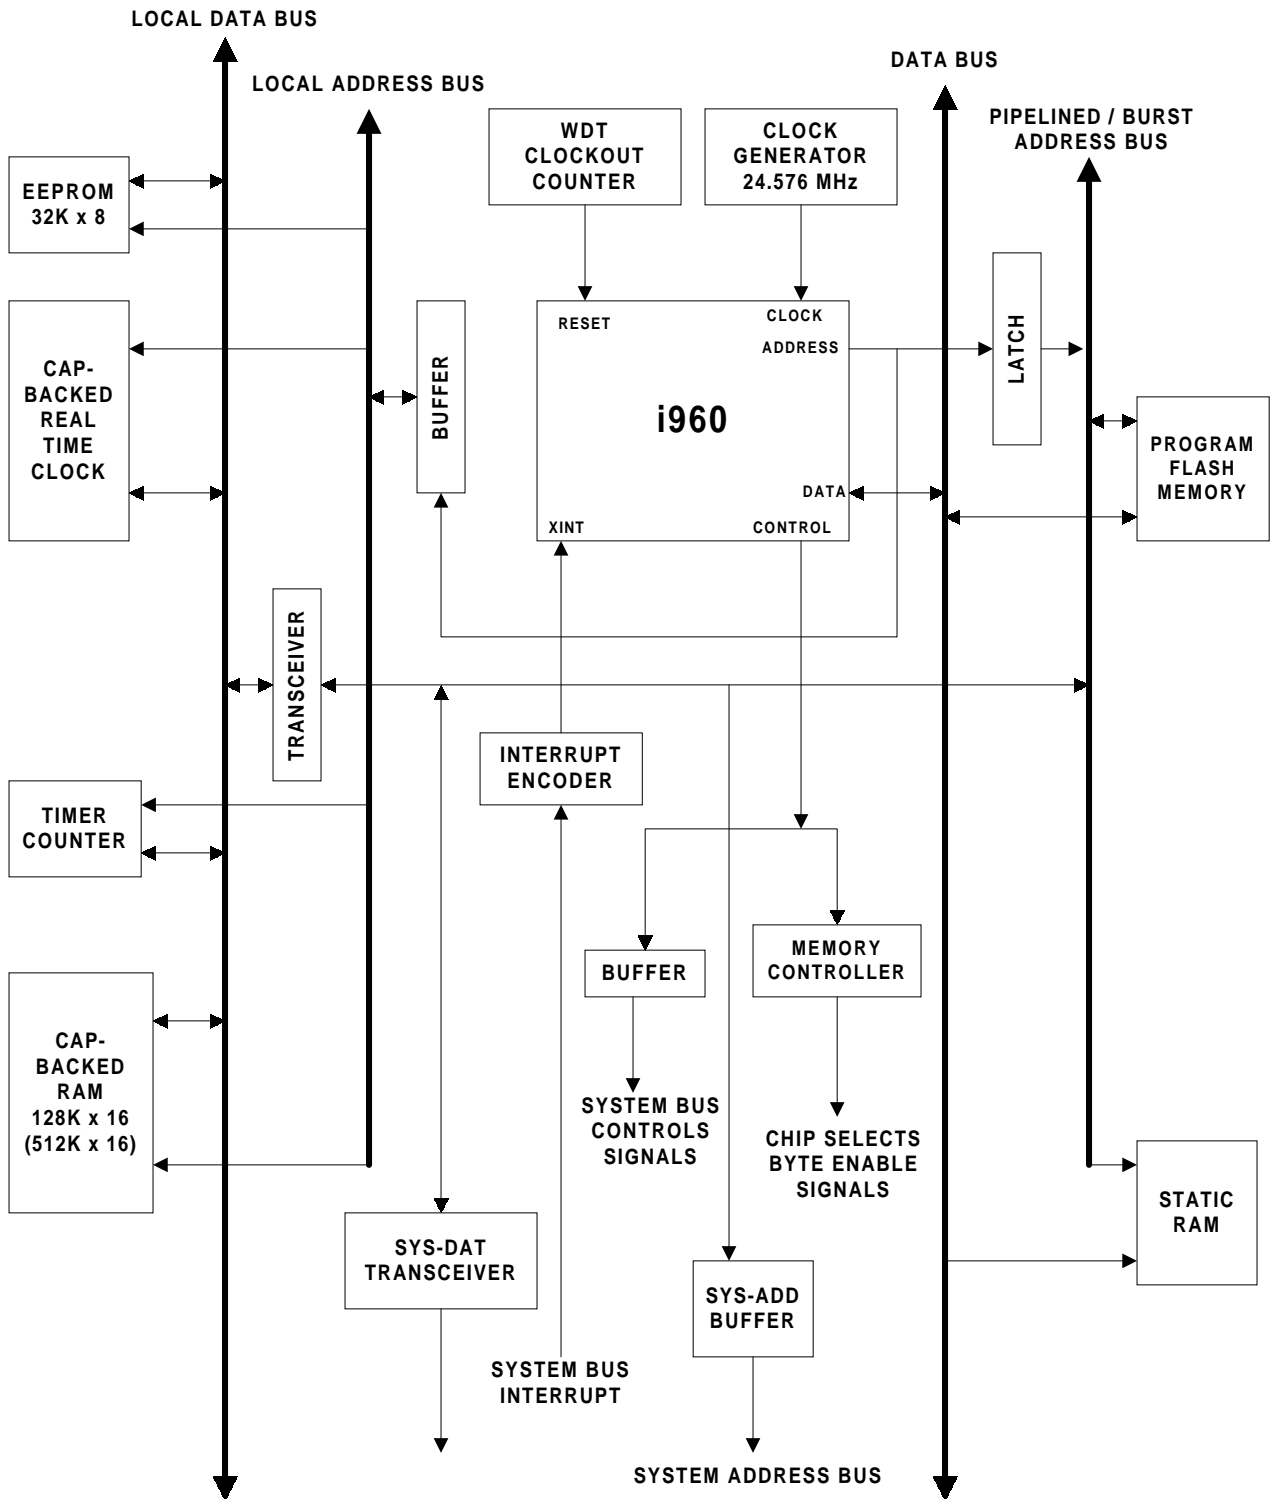 LOCAL DATA BUS
LOCAL ADDRESS BUS
DATA BUS
PIPELINED / BURST
ADDRESS BUS
WDT
CLOCKOUT
COUNTER
CLOCK
GENERATOR
24.576 MHz
EEPROM
32K x 8
CAP-
BACKED
REAL
TIME
CLOCK
BUFFER
RESET
CLOCK
ADDRESS
i960
DATA
XINT
CONTROL
LATCH
PROGRAM
FLASH
MEMORY
TRANSCEIVER
INTERRUPT
ENCODER
TIMER
COUNTER
BUFFER
MEMORY
CONTROLLER
CAP-
BACKED
RAM
128K x 16
(512K x 16)
SYSTEM BUS
CONTROLS
SIGNALS
CHIP SELECTS
BYTE ENABLE
SIGNALS
STATIC
RAM
SYS-DAT
TRANSCEIVER
SYS-ADD
BUFFER
SYSTEM BUS
INTERRUPT
SYSTEM ADDRESS BUS